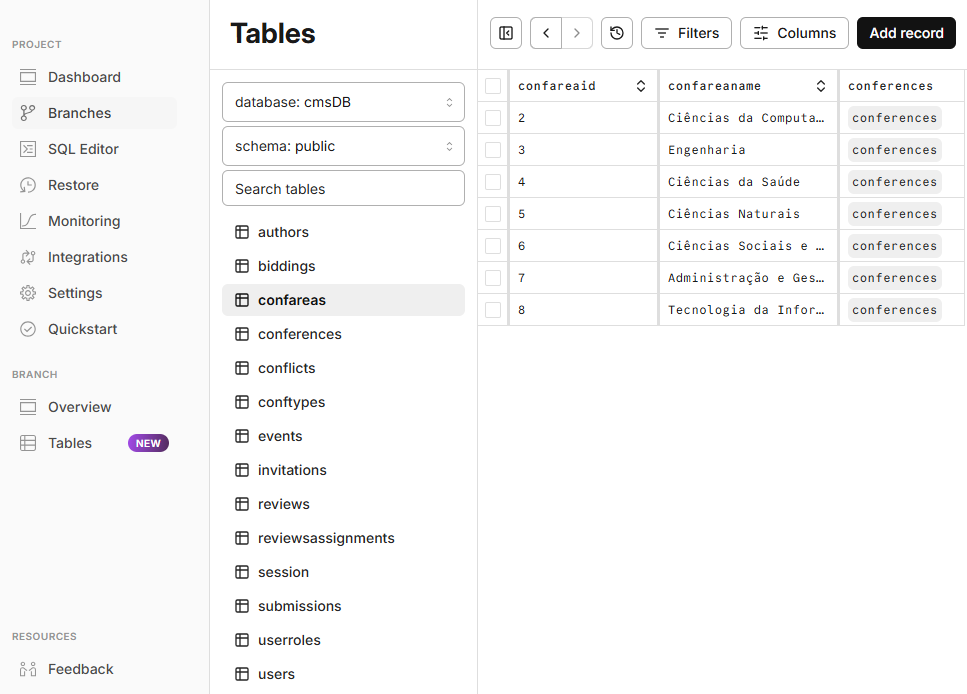 PROJECT
Dashboard
Branches
SQL Editor
Restore
Monitoring
Integrations
Settings
Quickstart
BRANCH
Overview
Tables NEW
RESOURCES
Feedback
Tables
database: cmsDB
schema: public
Search tables
authors
biddings
confareas
conferences
conflicts
conftypes
events
invitations
reviews
reviewsassignments
session
submissions
userroles
users
Filters Columns Add record
confareaid confareaname conferences
2 Ciências da Computa… conferences
3 Engenharia conferences
4 Ciências da Saúde conferences
5 Ciências Naturais conferences
6 Ciências Sociais e … conferences
7 Administração e Ges… conferences
8 Tecnologia da Infor… conferences